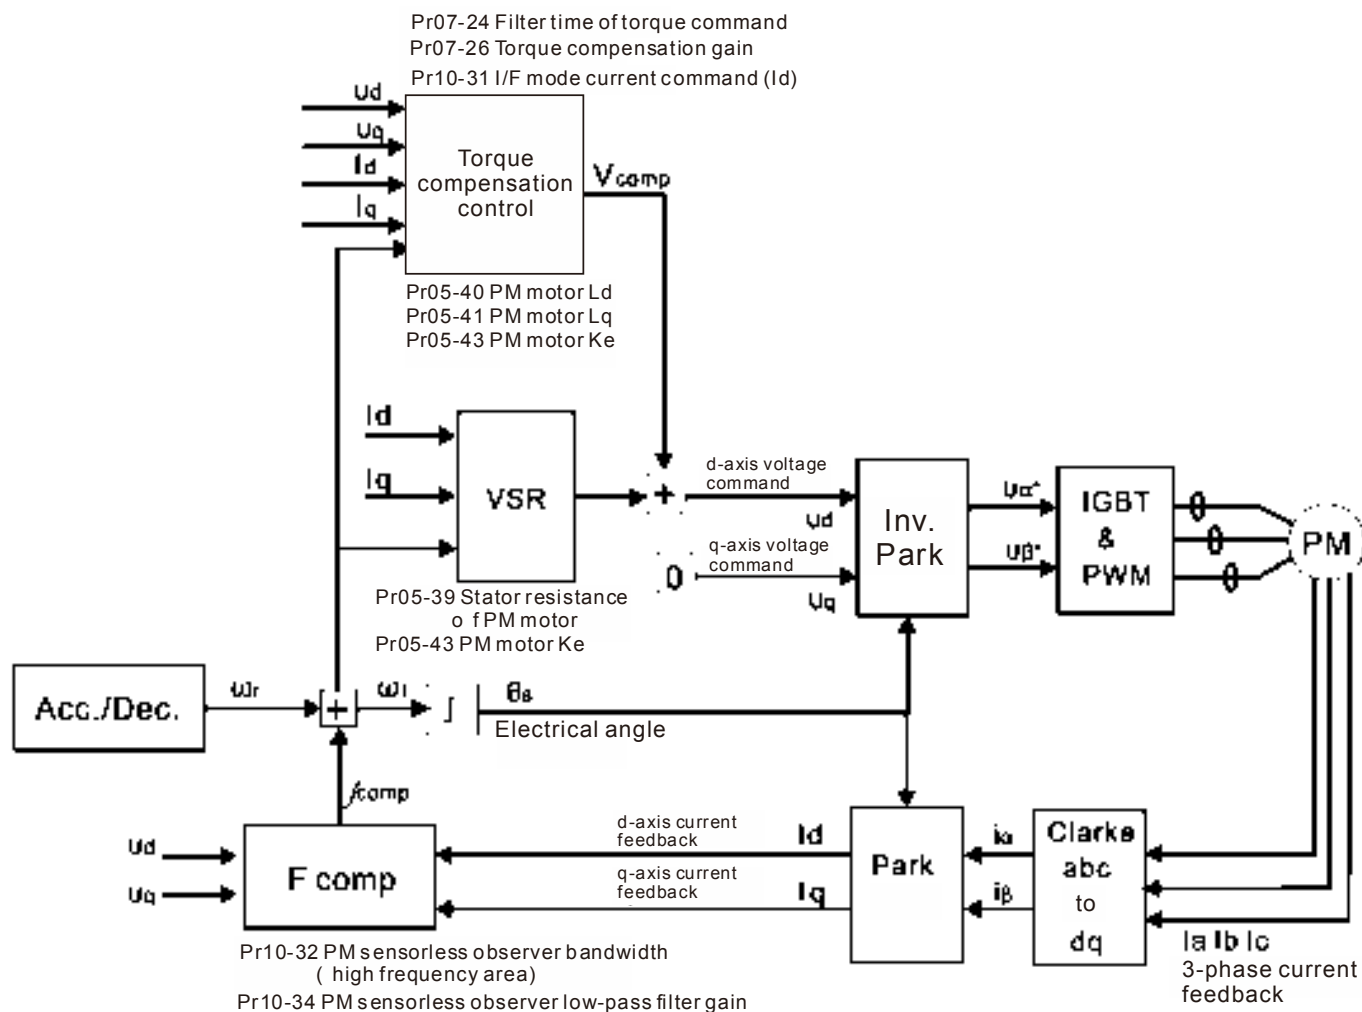 Pr07-24 Filter time of torque command
Pr07-26 Torque compensation gain
Pr10-31 I/F mode current command (Id)
Ud
Uq
Id
Iq
Torque
compensation
control
Vcomp
Pr05-40 PM motor Ld
Pr05-41 PM motor Lq
Pr05-43 PM motor Ke
Id
Iq
VSR
+
d-axis voltage
command
Ud
q-axis voltage
command
0
Uq
Inv.
Park
Uα*
Uβ*
IGBT
&
PWM
PM
Pr05-39 Stator resistance
o f PM motor
Pr05-43 PM motor Ke
Acc./Dec.
ωr
+
ω1
∫
θe
Electrical angle
fcomp
Ud
Uq
F comp
d-axis current
feedback
Id
q-axis current
feedback
Iq
Park
iα
iβ
Clarke
abc
to
dq
Ia Ib Ic
3-phase current
feedback
Pr10-32 PM sensorless observer bandwidth
( high frequency area)
Pr10-34 PM sensorless observer low-pass filter gain